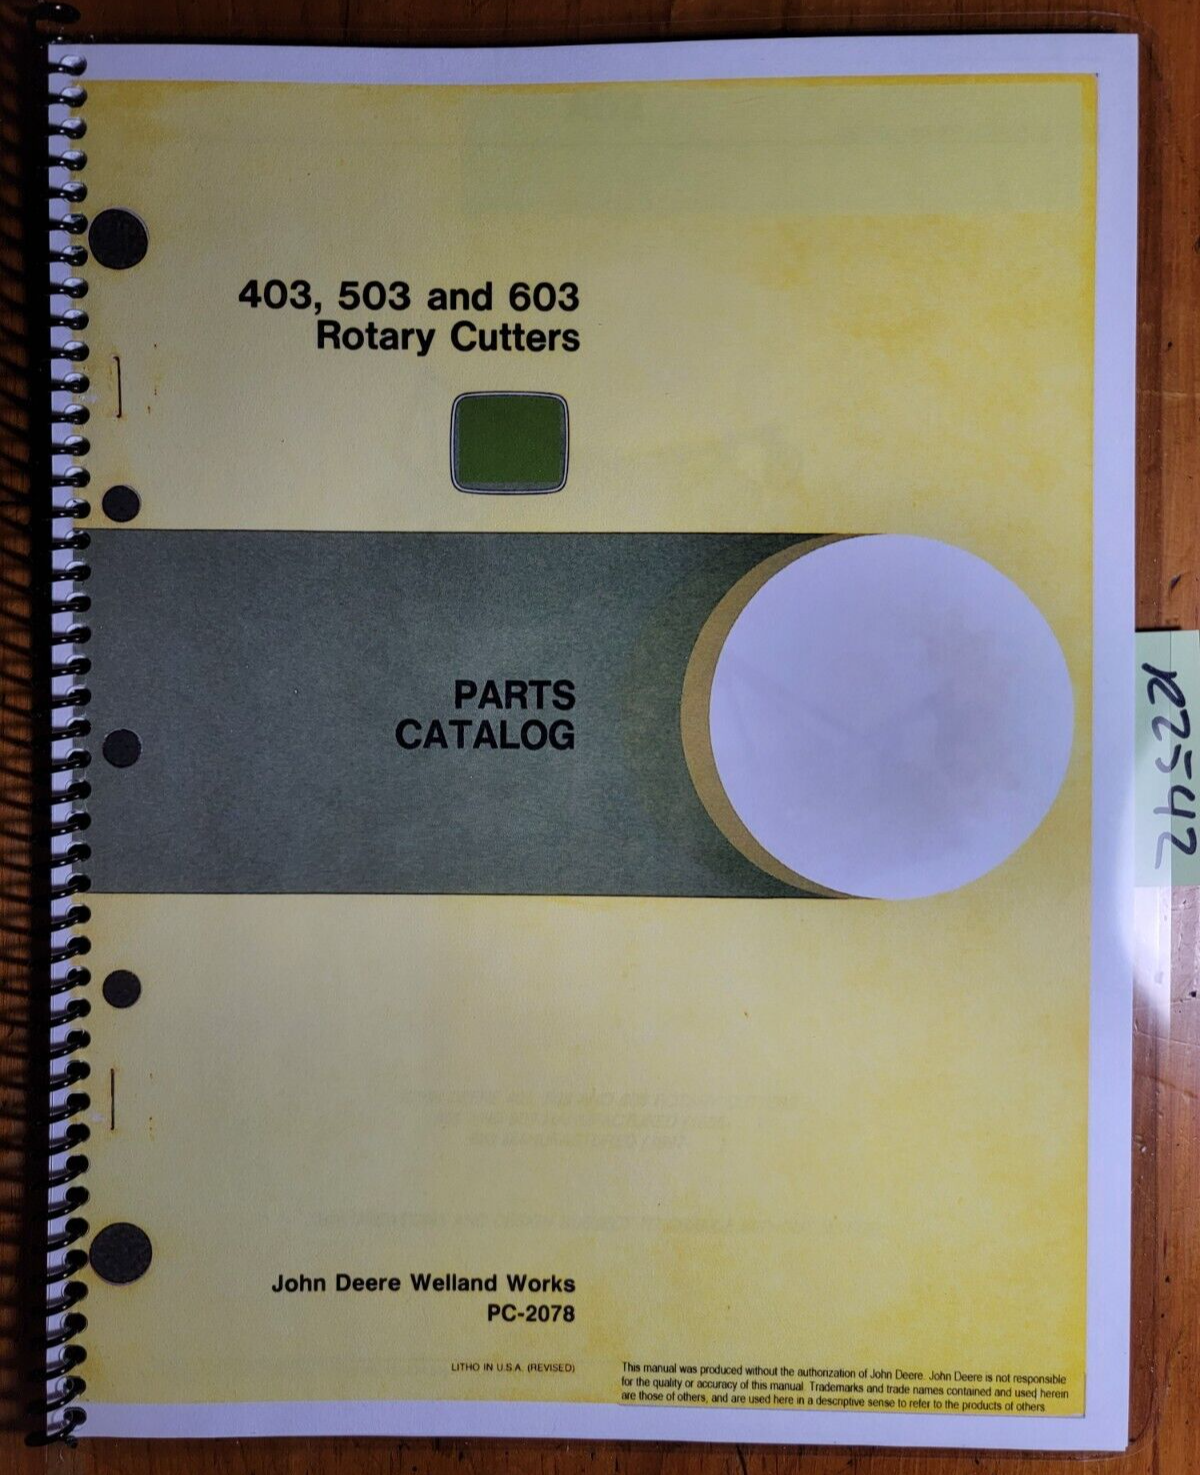 403, 503 and 603
Rotary Cutters
PARTS
CATALOG
R2542
John Deere Welland Works
PC-2078
LITHO IN U.S.A. (REVISED)
This manual was produced without the authorization of John Deere. John Deere is not responsible
for the quality or accuracy of this manual. Trademarks and trade names contained and used herein
are those of others, and are used here in a descriptive sense to refer to the products of others.